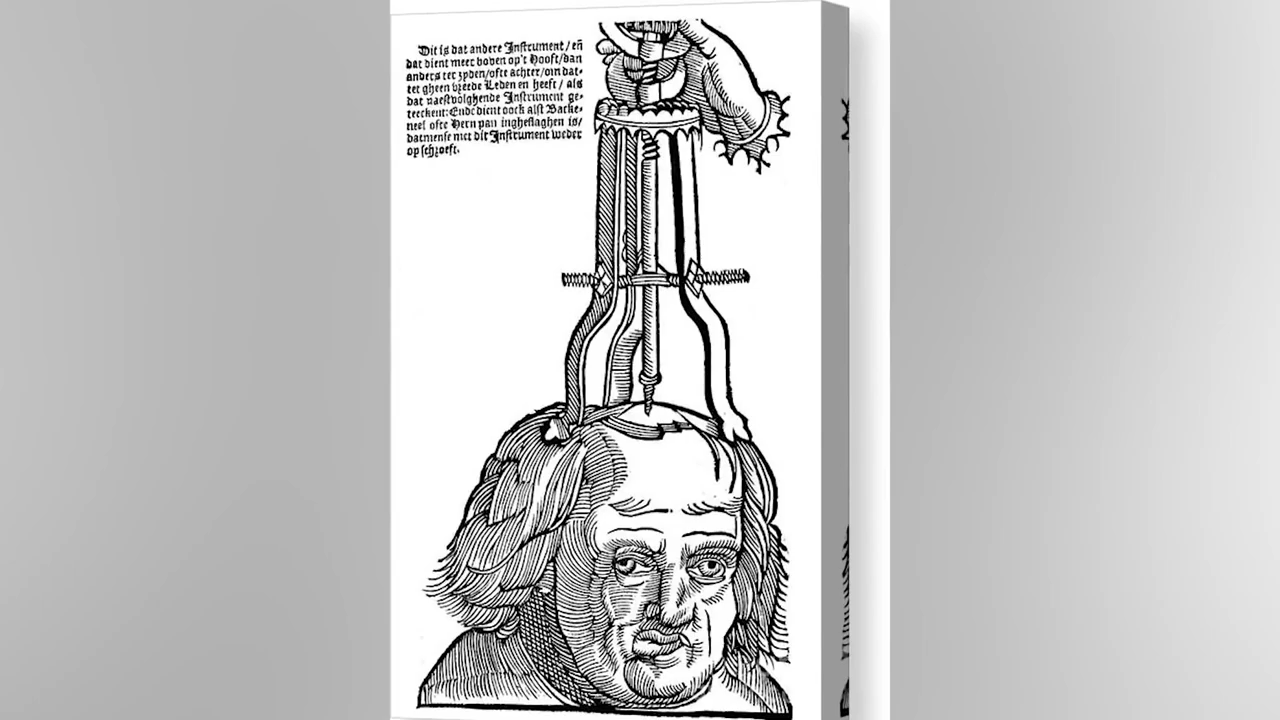 Dit is dat andere Instrument / eñ
dat dient meer boven op't Hooft / dan
anders ter zyden / ofte achter / om dat-
tet gheen breede Leden en heeft / als
dat naestvolghende Instrument ge-
teeckent: Ende dient oock alst Backe-
neel ofte Hern pan ingheslaghen is /
datmense met dit Instrument weder
op schroeft.